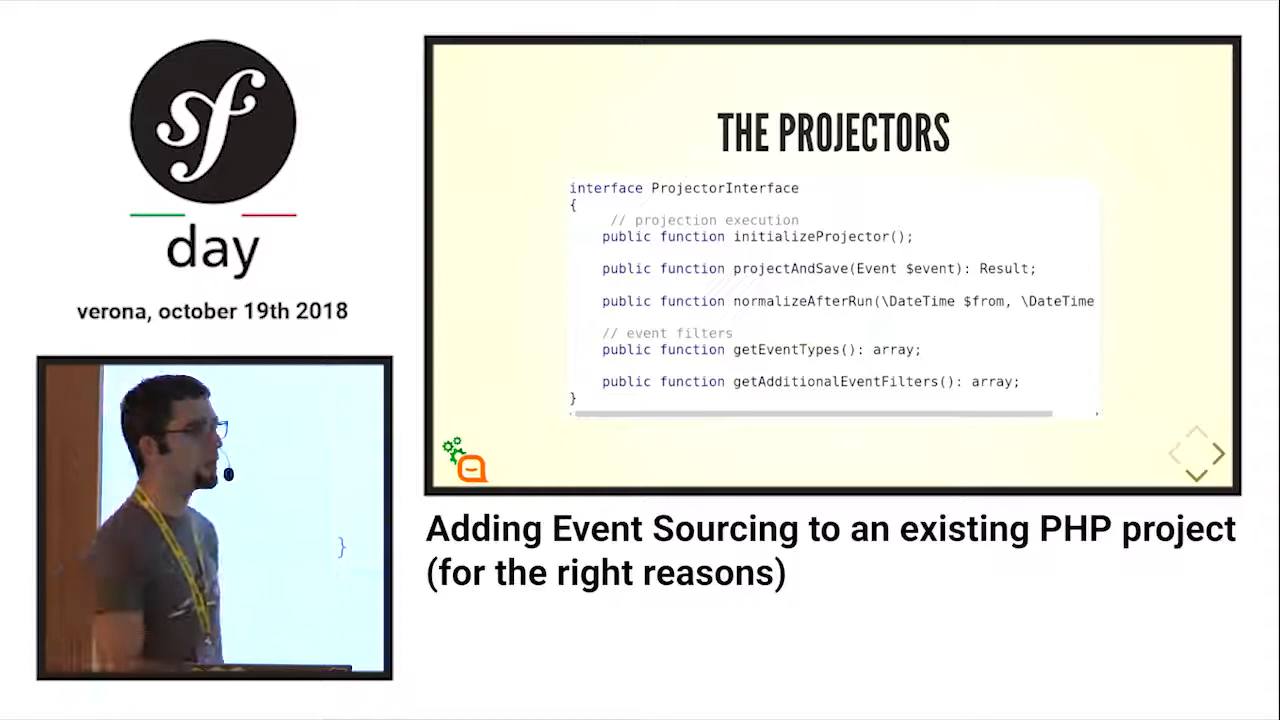 sf
day
verona, october 19th 2018
THE PROJECTORS
interface ProjectorInterface
{
// projection execution
public function initializeProjector();
public function projectAndSave(Event $event): Result;
public function normalizeAfterRun(\DateTime $from, \DateTime
// event filters
public function getEventTypes(): array;
public function getAdditionalEventFilters(): array;
}
}
Adding Event Sourcing to an existing PHP project
(for the right reasons)